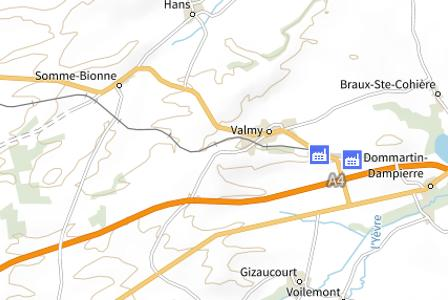 Hans
Somme-Bionne
Braux-Ste-Cohière
Valmy
Dommartin-
Dampierre
A4
l'Yèvre
Gizaucourt
Voilemont